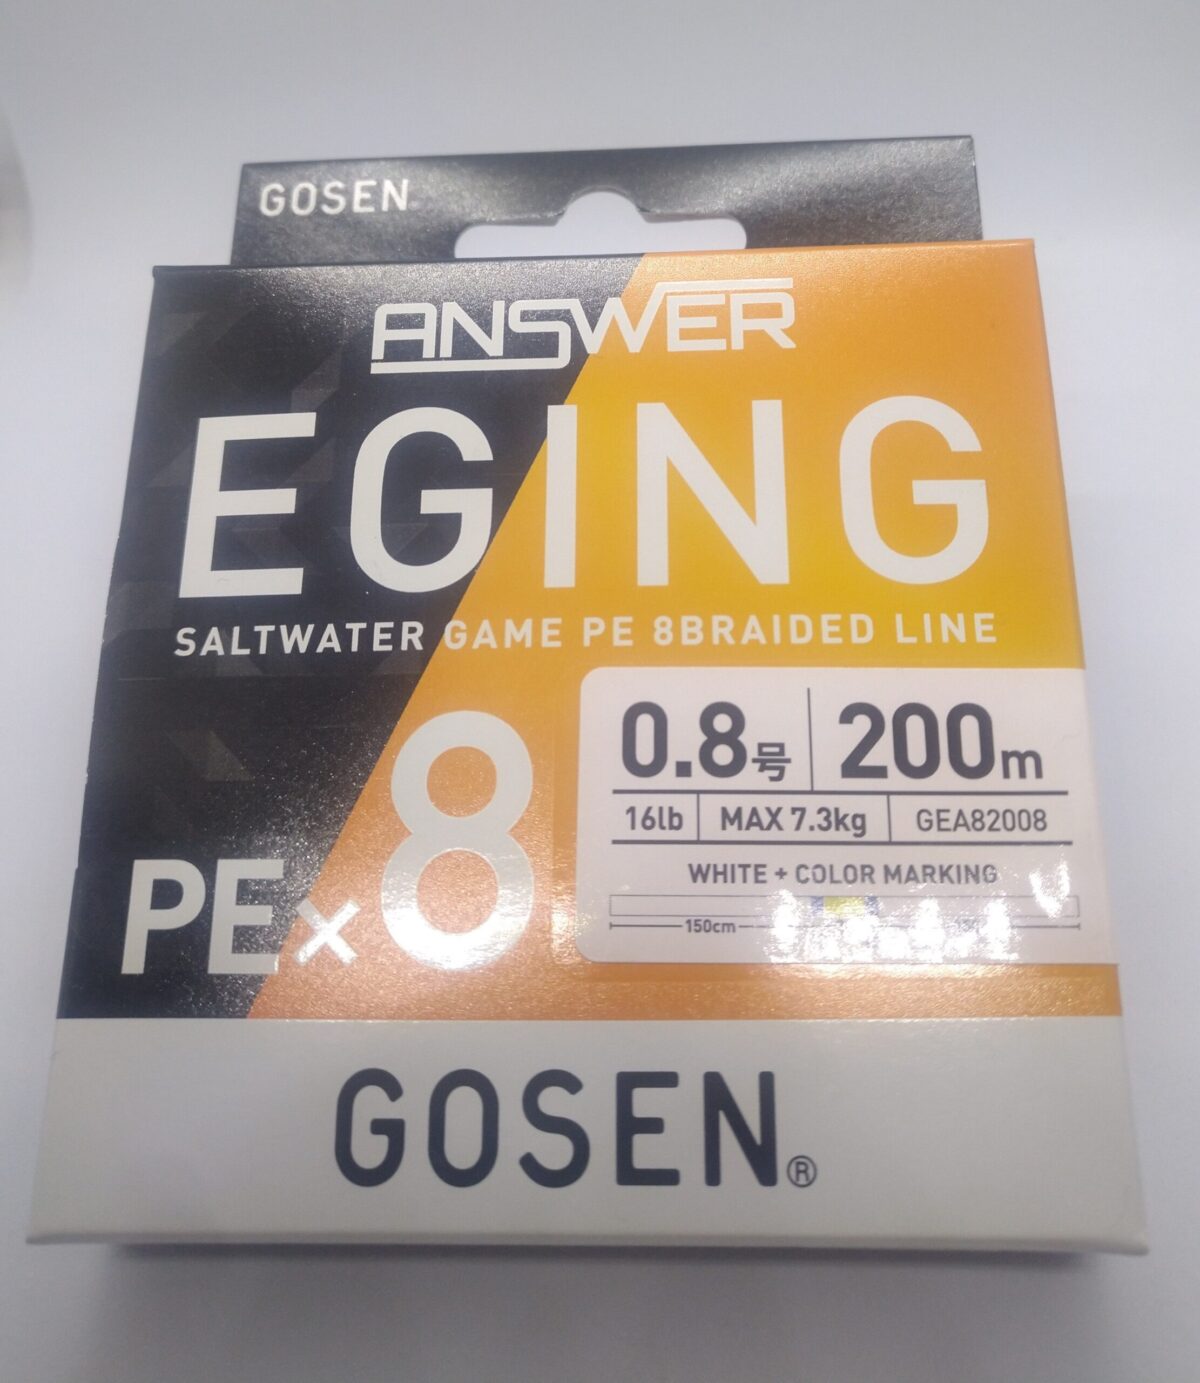 GOSEN
ANSWER
EGING
SALTWATER GAME PE 8BRAIDED LINE
PE×8
0.8号 200m
16lb MAX 7.3kg GEA82008
WHITE + COLOR MARKING
150cm
GOSEN®